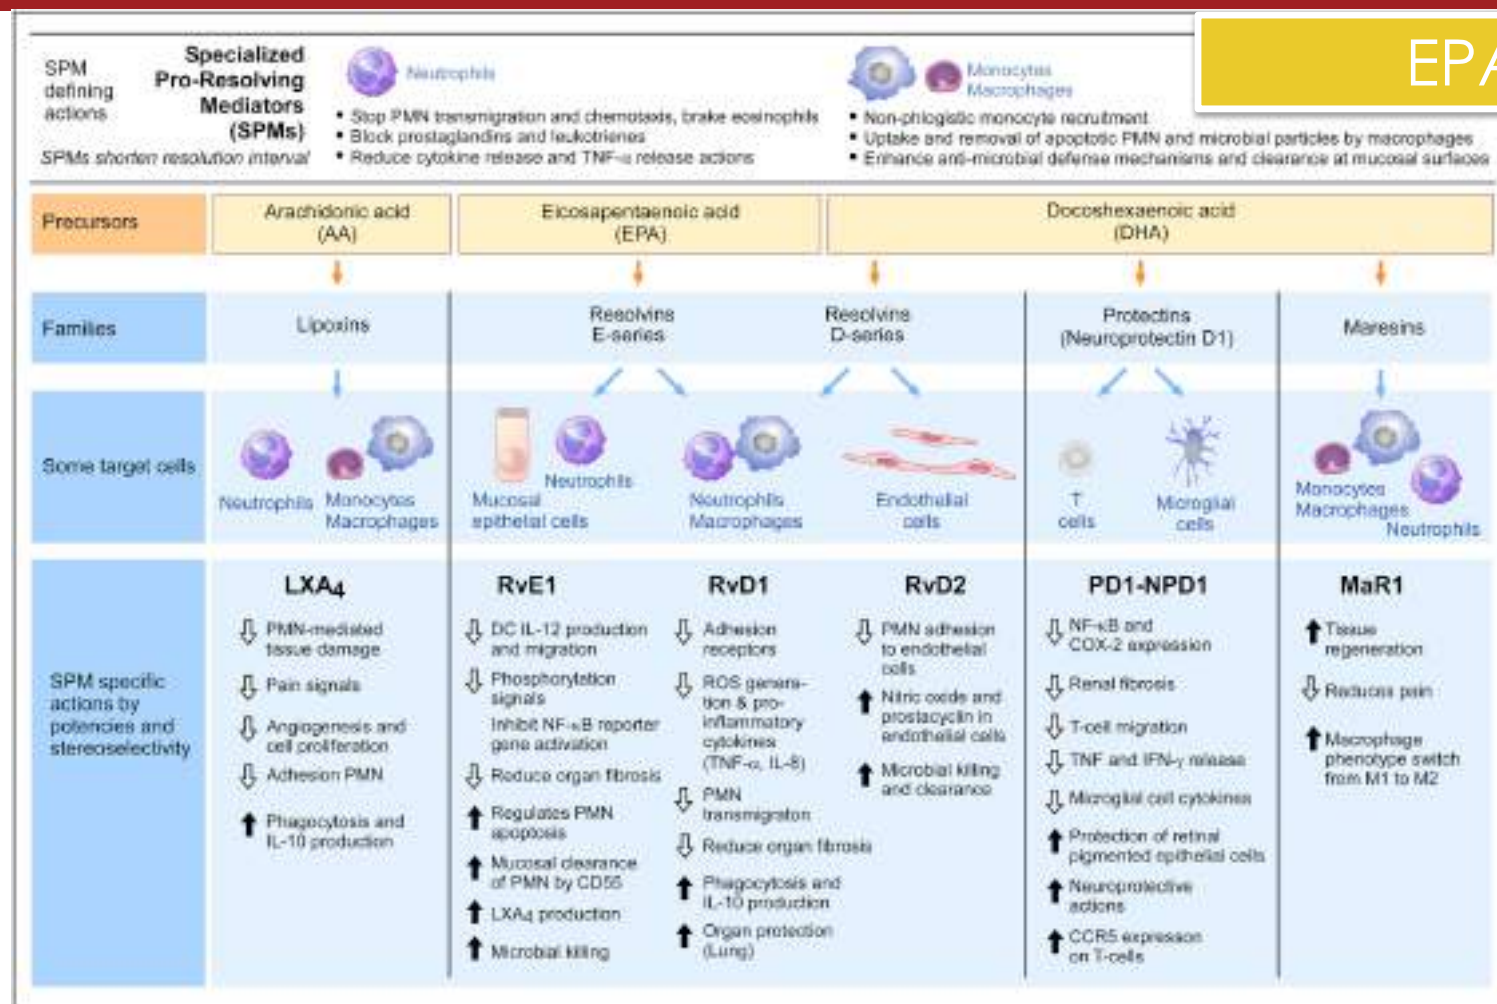 EPA
SPM
defining
actions
Specialized
Pro-Resolving
Mediators
(SPMs)
SPMs shorten resolution interval
Neutrophils
• Stop PMN transmigration and chemotaxis, brake eosinophils
• Block prostaglandins and leukotrienes
• Reduce cytokine release and TNF-α release actions
Monocytes
Macrophages
• Non-phlogistic monocyte recruitment
• Uptake and removal of apoptotic PMN and microbial particles by macrophages
• Enhance anti-microbial defense mechanisms and clearance at mucosal surfaces
Precursors
Arachidonic acid
(AA)
Eicosapentaenoic acid
(EPA)
Docoshexaenoic acid
(DHA)
Families
Lipoxins
Resolvins
E-series
Resolvins
D-series
Protectins
(Neuroprotectin D1)
Maresins
Some target cells
Neutrophils
Monocytes
Macrophages
Mucosal
epithelial cells
Neutrophils
Neutrophils
Macrophages
Endothelial
cells
T
cells
Microglial
cells
Monocytes
Macrophages
Neutrophils
SPM specific
actions by
potencies and
stereoselectivity
LXA4
⇩ PMN-mediated
tissue damage
⇩ Pain signals
⇩ Angiogenesis and
cell proliferation
⇩ Adhesion PMN
⬆ Phagocytosis and
IL-10 production
RvE1
⇩ DC IL-12 production
and migration
⇩ Phosphorylation
signals
Inhibit NF-κB reporter
gene activation
⇩ Reduce organ fibrosis
⬆ Regulates PMN
apoptosis
⬆ Mucosal clearance
of PMN by CD55
⬆ LXA4 production
⬆ Microbial killing
RvD1
⇩ Adhesion
receptors
⇩ ROS genera-
tion & pro-
inflammatory
cytokines
(TNF-α, IL-8)
⇩ PMN
transmigraton
⇩ Reduce organ fibrosis
⬆ Phagocytosis and
IL-10 production
⬆ Organ protection
(Lung)
RvD2
⇩ PMN adhesion
to endothelial
cells
⬆ Nitric oxide and
prostacyclin in
endothelial cells
⬆ Microbial killing
and clearance
PD1-NPD1
⇩ NF-κB and
COX-2 expression
⇩ Renal fibrosis
⇩ T-cell migration
⇩ TNF and IFN-γ release
⇩ Microglial cell cytokines
⬆ Protection of retinal
pigmented epithelial cells
⬆ Neuroprotective
actions
⬆ CCR5 expresson
on T-cells
MaR1
⬆ Tissue
regeneration
⇩ Reduces pain
⬆ Macrophage
phenotype switch
from M1 to M2